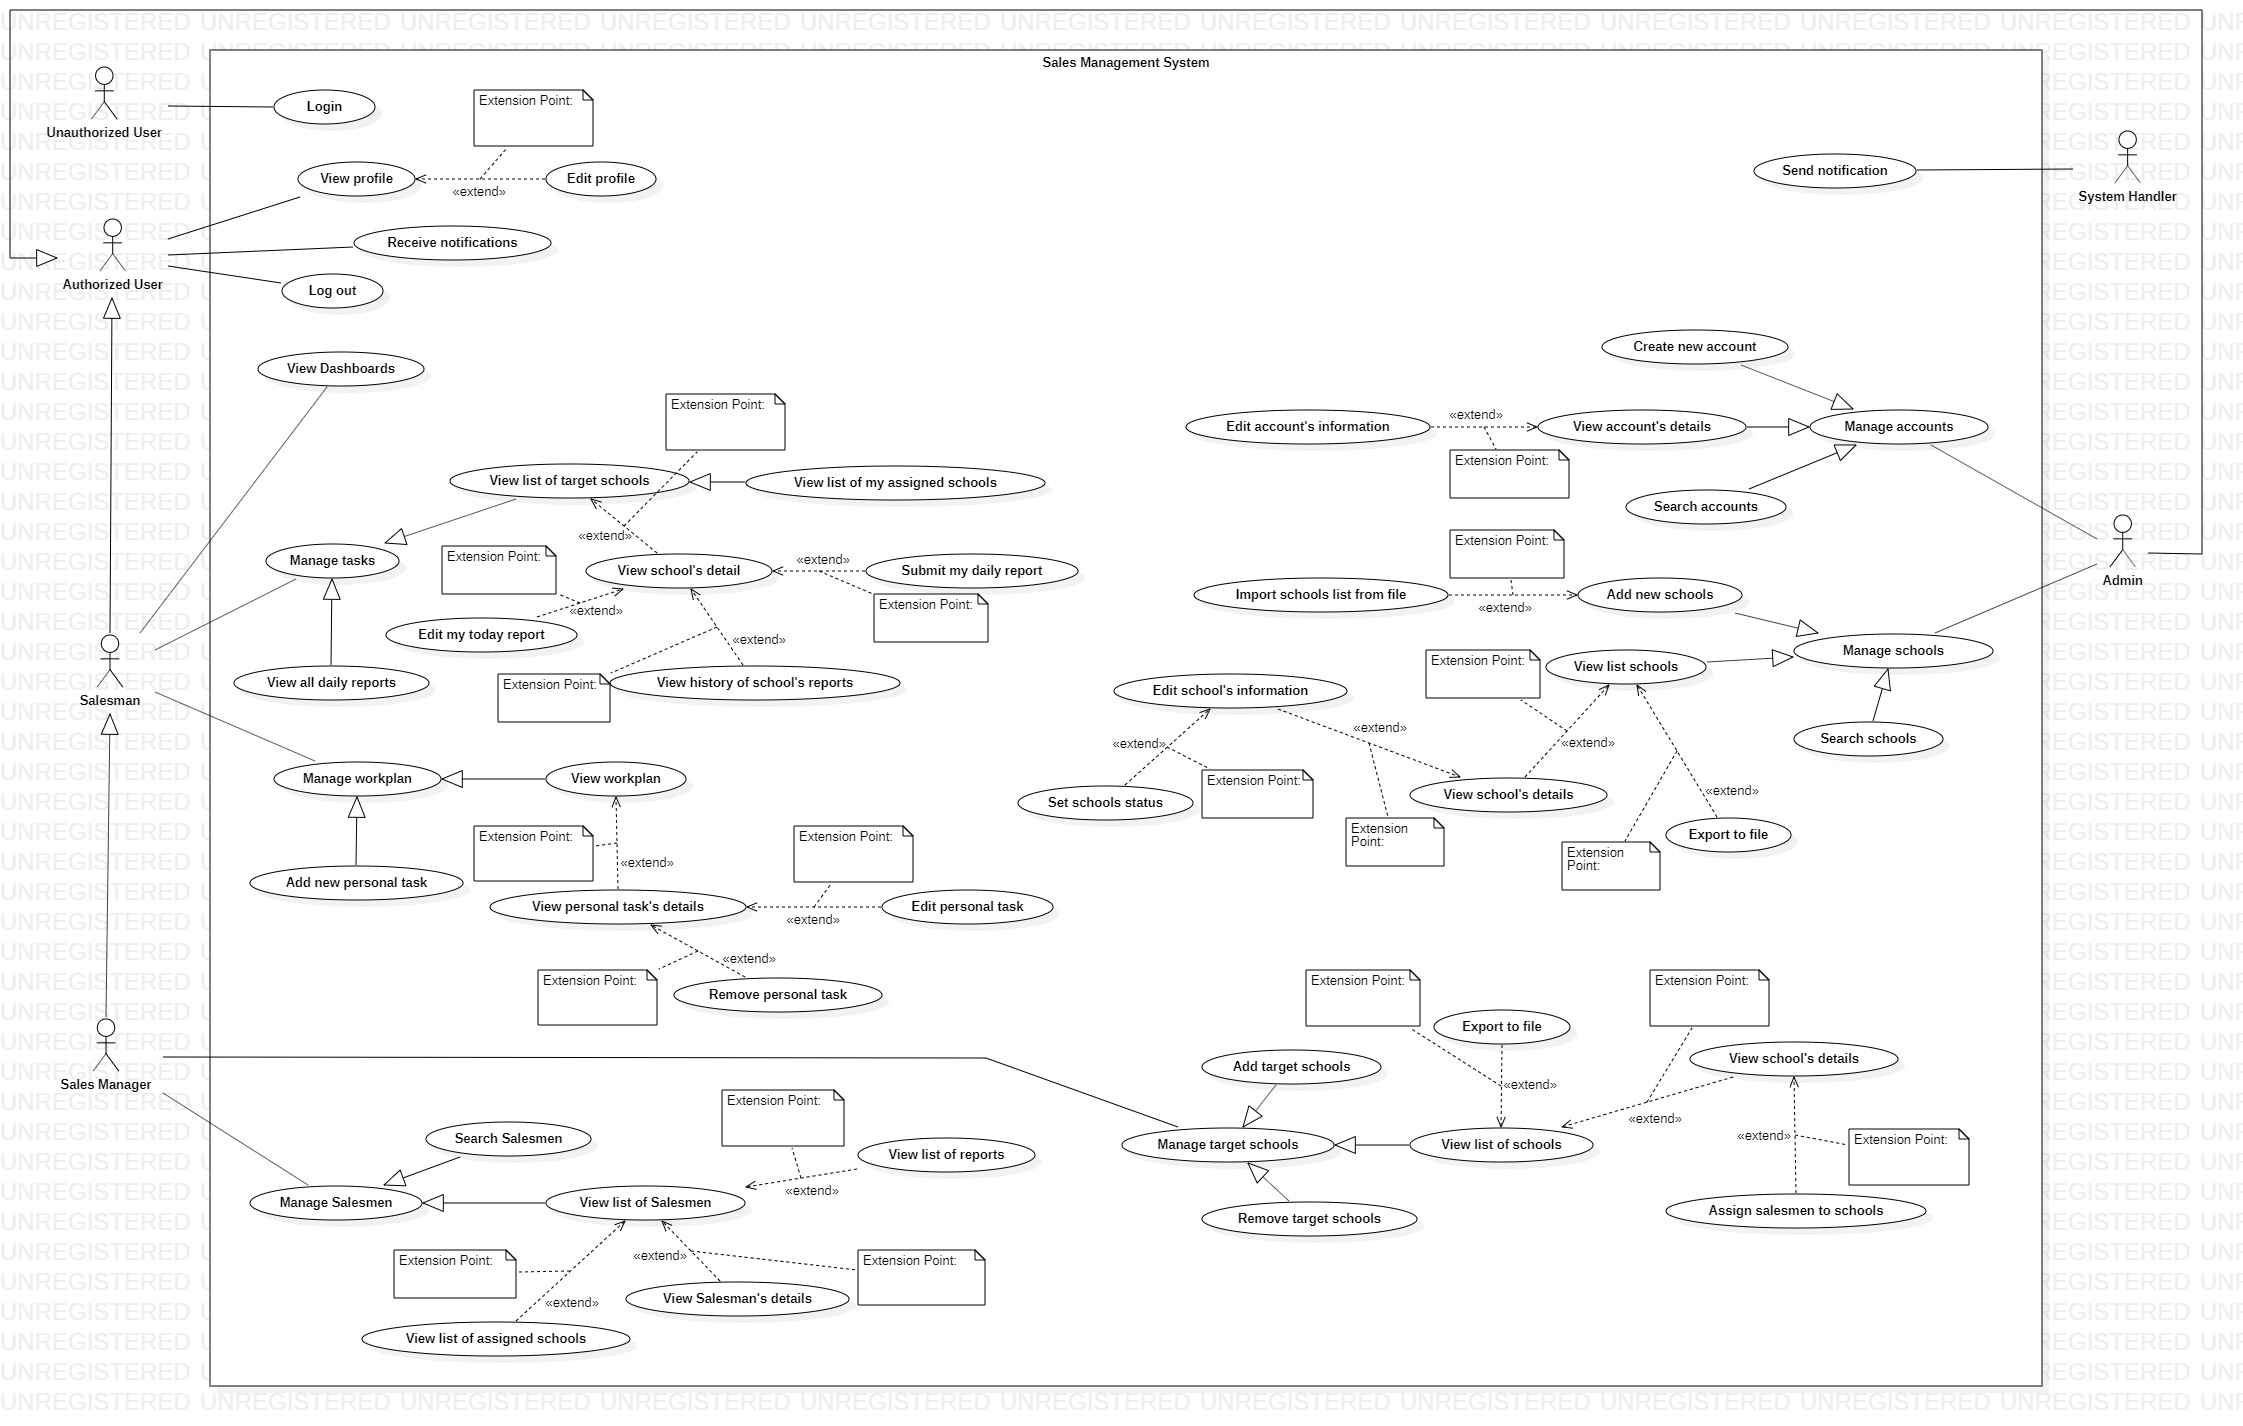 Sales Management System
Unauthorized User
Login
Extension Point:
View profile
«extend»
Edit profile
Send notification
System Handler
Authorized User
Receive notifications
Log out
View Dashboards
Create new account
Extension Point:
Edit account's information
«extend»
View account's details
Manage accounts
Extension Point:
Search accounts
View list of target schools
View list of my assigned schools
«extend»
Manage tasks
Extension Point:
View school's detail
«extend»
Submit my daily report
Extension Point:
«extend»
Edit my today report
«extend»
View all daily reports
Extension Point:
View history of school's reports
Salesman
Extension Point:
Import schools list from file
«extend»
Add new schools
Admin
Manage schools
Extension Point:
View list schools
Edit school's information
«extend»
«extend»
«extend»
Search schools
Set schools status
Extension Point:
View school's details
«extend»
Extension
Point:
Export to file
Extension
Point:
Manage workplan
View workplan
Extension Point:
«extend»
Extension Point:
Add new personal task
View personal task's details
«extend»
Edit personal task
«extend»
Extension Point:
Remove personal task
Sales Manager
Extension Point:
Export to file
Extension Point:
Add target schools
«extend»
View school's details
«extend»
Manage target schools
View list of schools
«extend»
Extension Point:
Remove target schools
Assign salesmen to schools
Extension Point:
Search Salesmen
View list of reports
«extend»
Manage Salesmen
View list of Salesmen
Extension Point:
«extend»
Extension Point:
«extend»
View Salesman's details
View list of assigned schools
UNREGISTERED